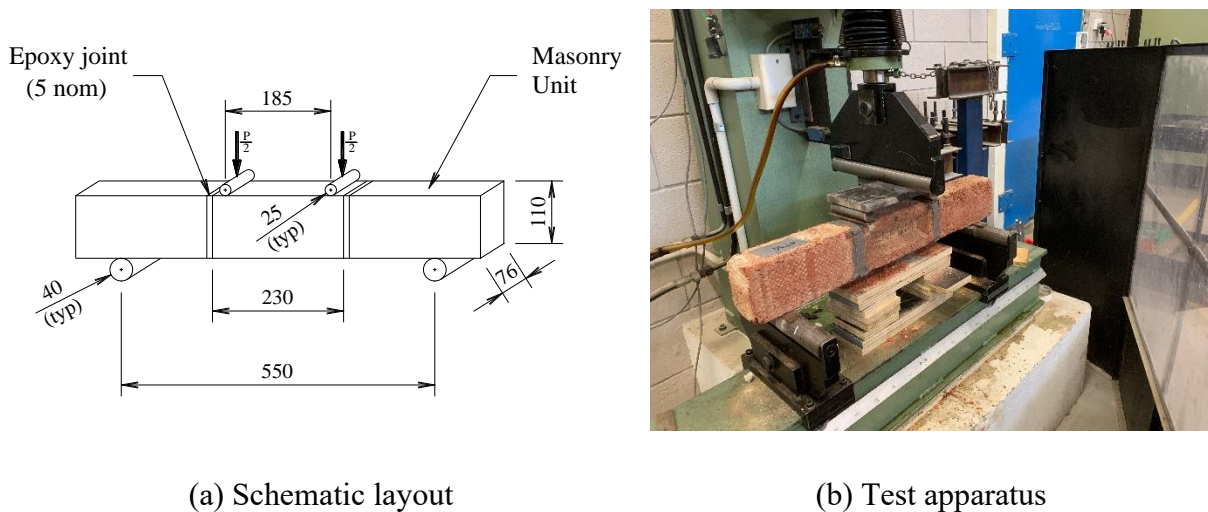 Epoxy joint
(5 nom)
Masonry
Unit
185
P
2
P
2
25
(typ)
110
40
(typ)
76
230
550
(a) Schematic layout
(b) Test apparatus